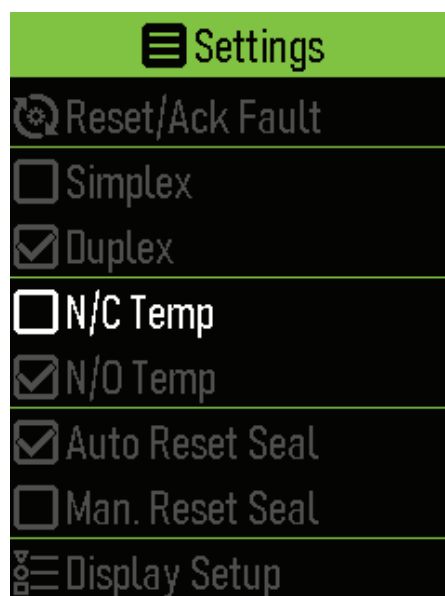 Settings
Reset/Ack Fault
Simplex
Duplex
N/C Temp
N/O Temp
Auto Reset Seal
Man. Reset Seal
Display Setup